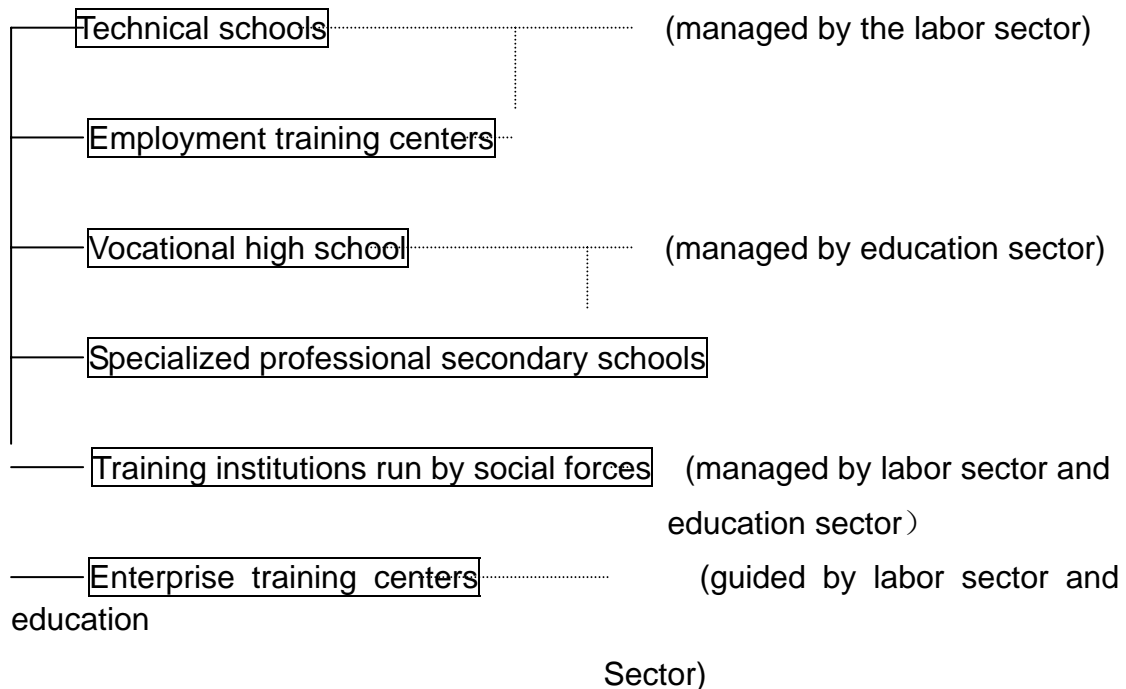 Technical schools (managed by the labor sector)
Employment training centers
Vocational high school (managed by education sector)
Specialized professional secondary schools
Training institutions run by social forces (managed by labor sector and
education sector）
Enterprise training centers (guided by labor sector and
education
Sector)